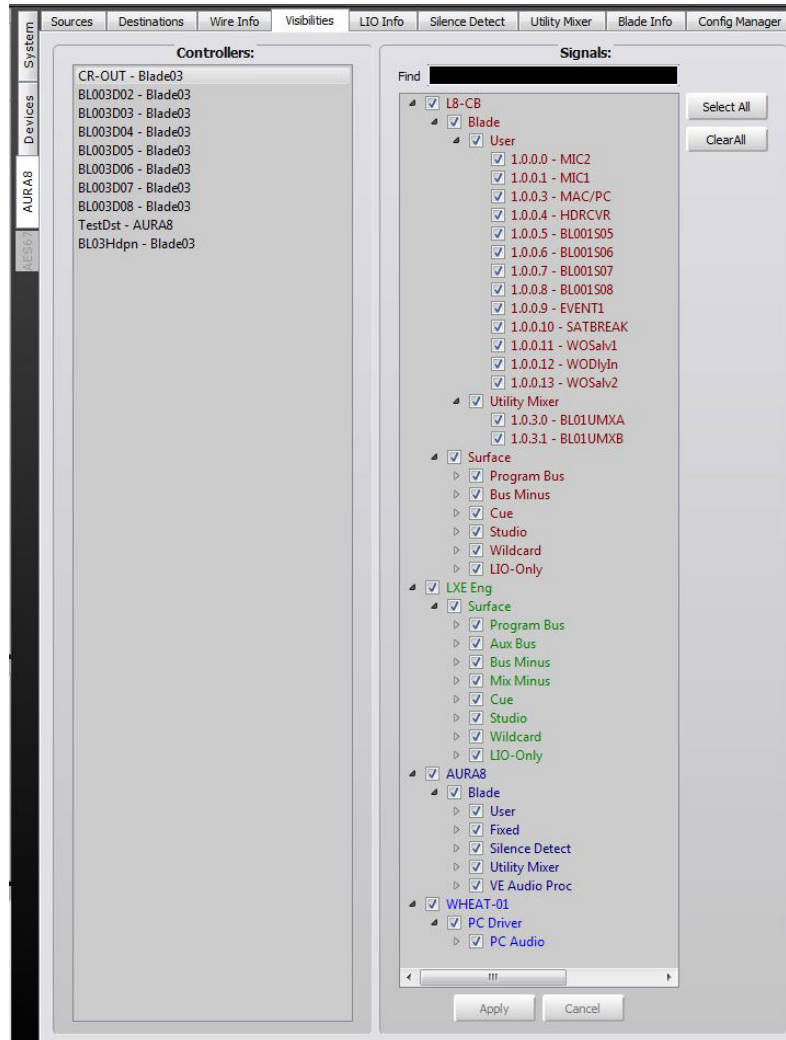 Sources Destinations Wire Info Visibilities LIO Info Silence Detect Utility Mixer Blade Info Config Manager
System
Devices
AURA8
AES67
Controllers:
CR-OUT - Blade03
BL003D02 - Blade03
BL003D03 - Blade03
BL003D04 - Blade03
BL003D05 - Blade03
BL003D06 - Blade03
BL003D07 - Blade03
BL003D08 - Blade03
TestDst - AURA8
BL03Hdpn - Blade03
Signals:
Find
L8-CB
Blade
User
1.0.0.0 - MIC2
1.0.0.1 - MIC1
1.0.0.3 - MAC/PC
1.0.0.4 - HDRCVR
1.0.0.5 - BL001S05
1.0.0.6 - BL001S06
1.0.0.7 - BL001S07
1.0.0.8 - BL001S08
1.0.0.9 - EVENT1
1.0.0.10 - SATBREAK
1.0.0.11 - WOSalv1
1.0.0.12 - WODlyIn
1.0.0.13 - WOSalv2
Utility Mixer
1.0.3.0 - BL01UMXA
1.0.3.1 - BL01UMXB
Surface
Program Bus
Bus Minus
Cue
Studio
Wildcard
LIO-Only
LXE Eng
Surface
Program Bus
Aux Bus
Bus Minus
Mix Minus
Cue
Studio
Wildcard
LIO-Only
AURA8
Blade
User
Fixed
Silence Detect
Utility Mixer
VE Audio Proc
WHEAT-01
PC Driver
PC Audio
Select All
ClearAll
Apply Cancel